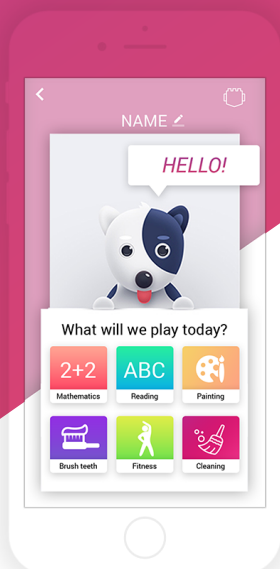 NAME
HELLO!
What will we play today?
2+2 ABC
Mathematics Reading Painting
Brush teeth Fitness Cleaning